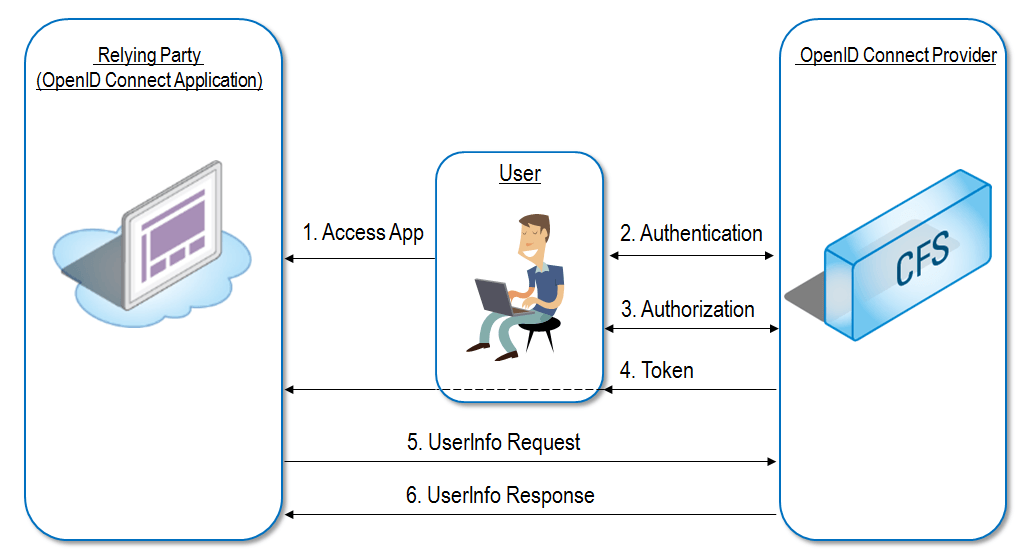 Relying Party
(OpenID Connect Application)
OpenID Connect Provider
User
1. Access App
2. Authentication
CFS
3. Authorization
4. Token
5. UserInfo Request
6. UserInfo Response